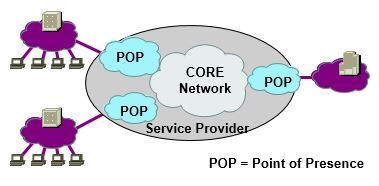 POP
CORE
Network
POP
POP
Service Provider
POP = Point of Presence